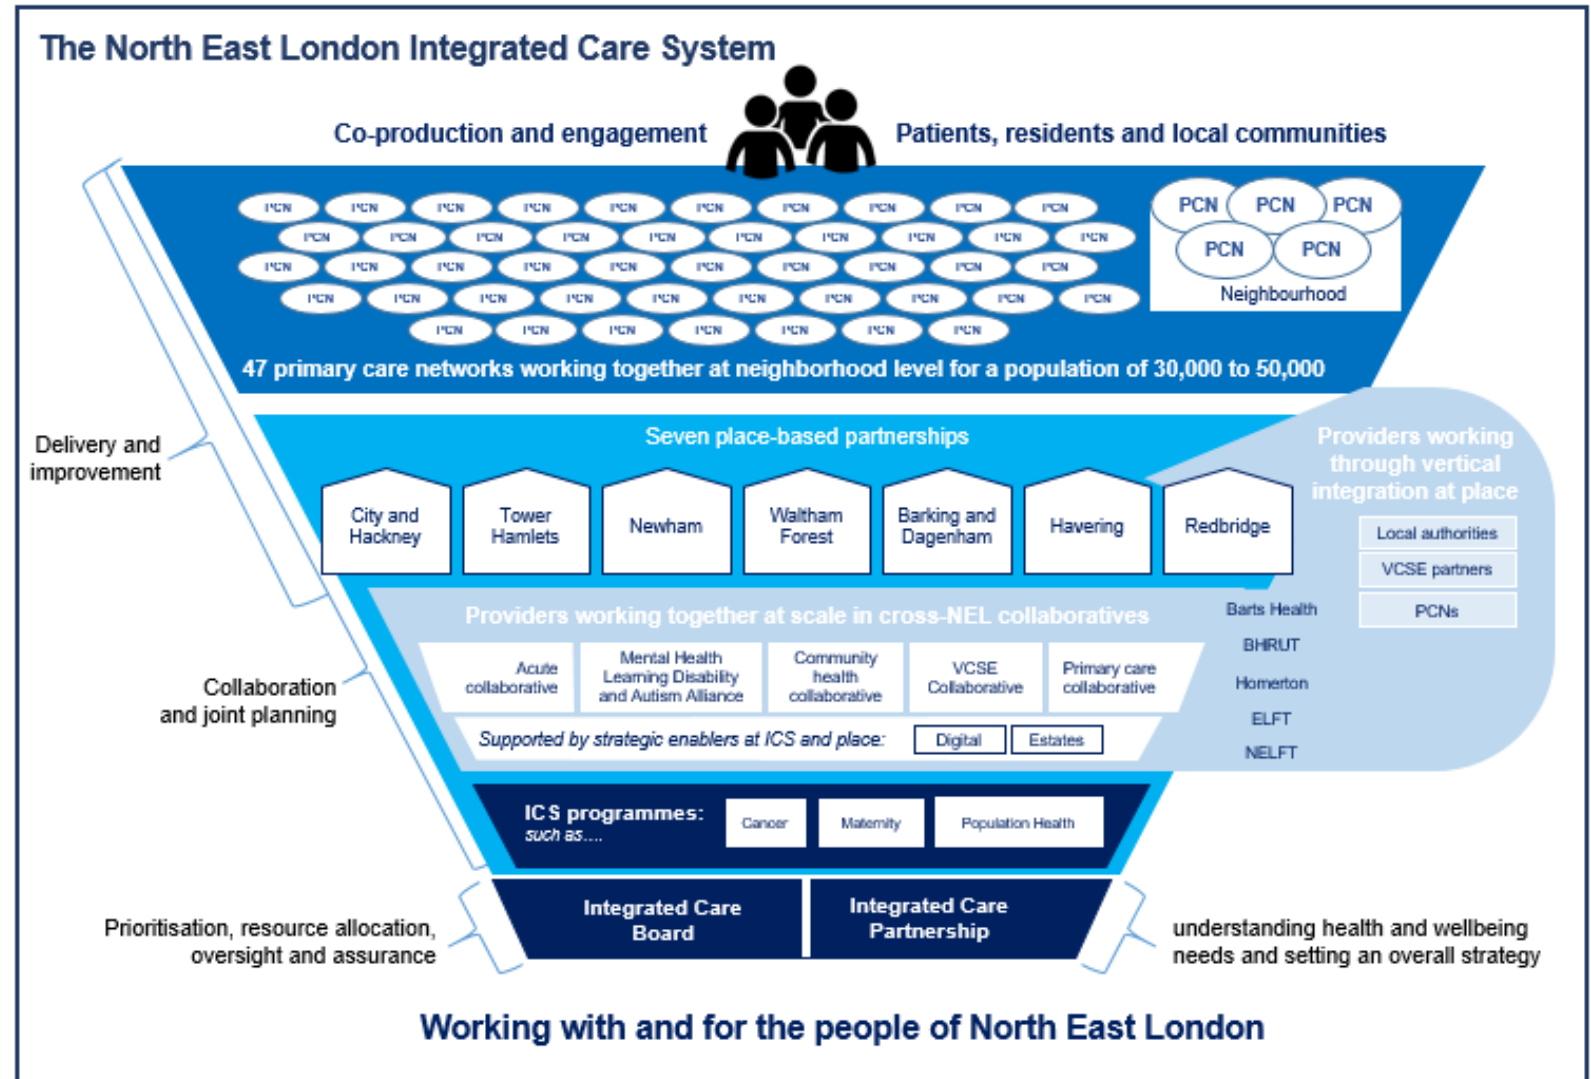 The North East London Integrated Care System
Co-production and engagement
Patients, residents and local communities
PCN PCN PCN PCN PCN PCN PCN PCN PCN PCN
PCN PCN PCN PCN PCN PCN PCN PCN PCN PCN
PCN PCN PCN PCN PCN PCN PCN PCN PCN PCN
PCN PCN PCN PCN PCN PCN PCN PCN PCN PCN
PCN PCN PCN PCN PCN PCN PCN
PCN PCN PCN
PCN PCN
Neighbourhood
47 primary care networks working together at neighborhood level for a population of 30,000 to 50,000
Delivery and
improvement
Seven place-based partnerships
City and
Hackney
Tower
Hamlets
Newham
Waltham
Forest
Barking and
Dagenham
Havering
Redbridge
Providers working
through vertical
integration at place
Local authorities
VCSE partners
PCNs
Barts Health
BHRUT
Homerton
ELFT
NELFT
Collaboration
and joint planning
Providers working together at scale in cross-NEL collaboratives
Acute
collaborative
Mental Health
Learning Disability
and Autism Alliance
Community
health
collaborative
VCSE
Collaborative
Primary care
collaborative
Supported by strategic enablers at ICS and place:
Digital
Estates
ICS programmes:
such as....
Cancer
Maternity
Population Health
Prioritisation, resource allocation,
oversight and assurance
Integrated Care
Board
Integrated Care
Partnership
understanding health and wellbeing
needs and setting an overall strategy
Working with and for the people of North East London